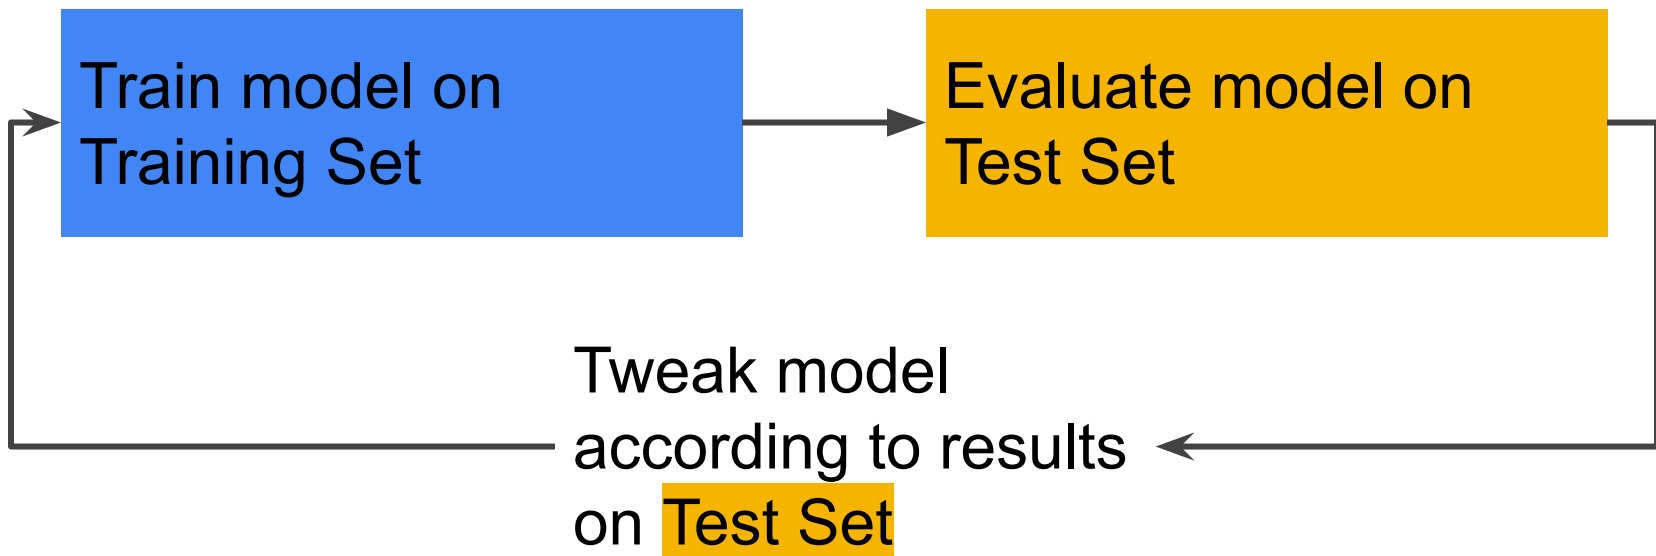 Train model on
Training Set
Evaluate model on
Test Set
Tweak model
according to results
on Test Set